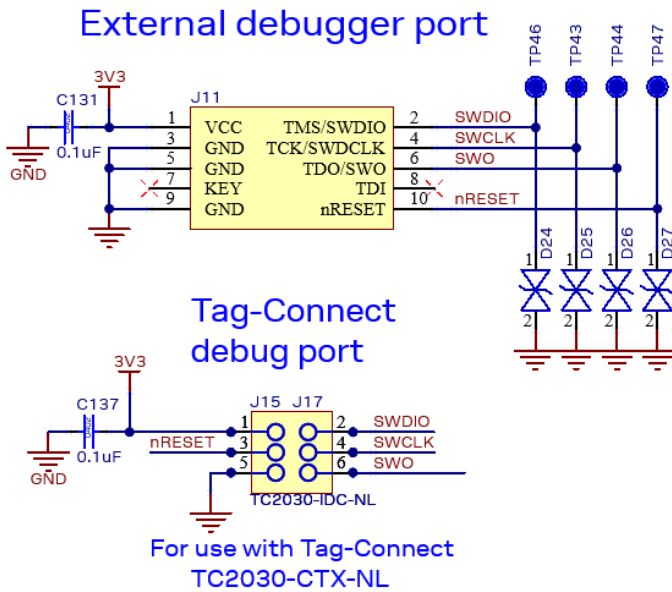 External debugger port
TP46
TP43
TP44
TP47
3V3
C131
0402
0.1uF
GND
J11
1 VCC TMS/SWDIO 2 SWDIO
3 GND TCK/SWDCLK 4 SWCLK
5 GND TDO/SWO 6 SWO
7 KEY TDI 8
9 GND nRESET 10 nRESET
D24
D25
D26
D27
1 1 1 1
2 2 2 2
Tag-Connect
debug port
3V3
C137
0402
0.1uF
GND
J15 J17
1 2 SWDIO
nRESET 3 4 SWCLK
5 6 SWO
TC2030-IDC-NL
For use with Tag-Connect
TC2030-CTX-NL